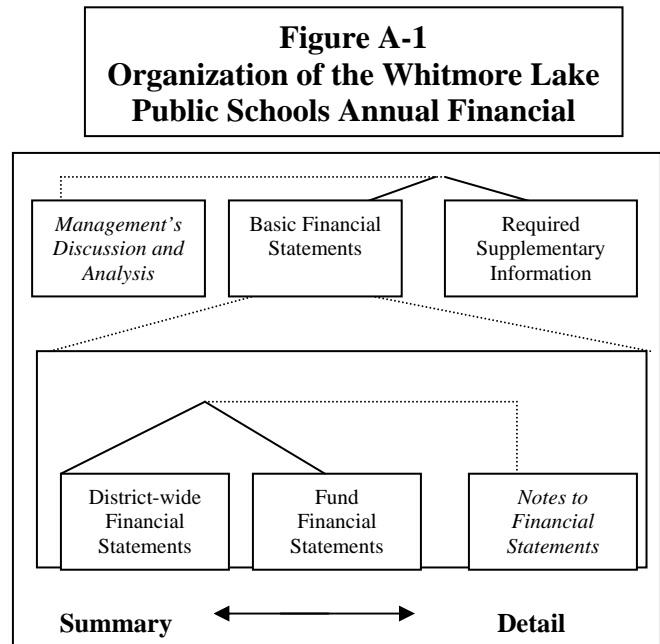 Figure A-1
Organization of the Whitmore Lake
Public Schools Annual Financial
Management's
Discussion and
Analysis
Basic Financial
Statements
Required
Supplementary
Information
District-wide
Financial
Statements
Fund
Financial
Statements
Notes to
Financial
Statements
Summary
Detail